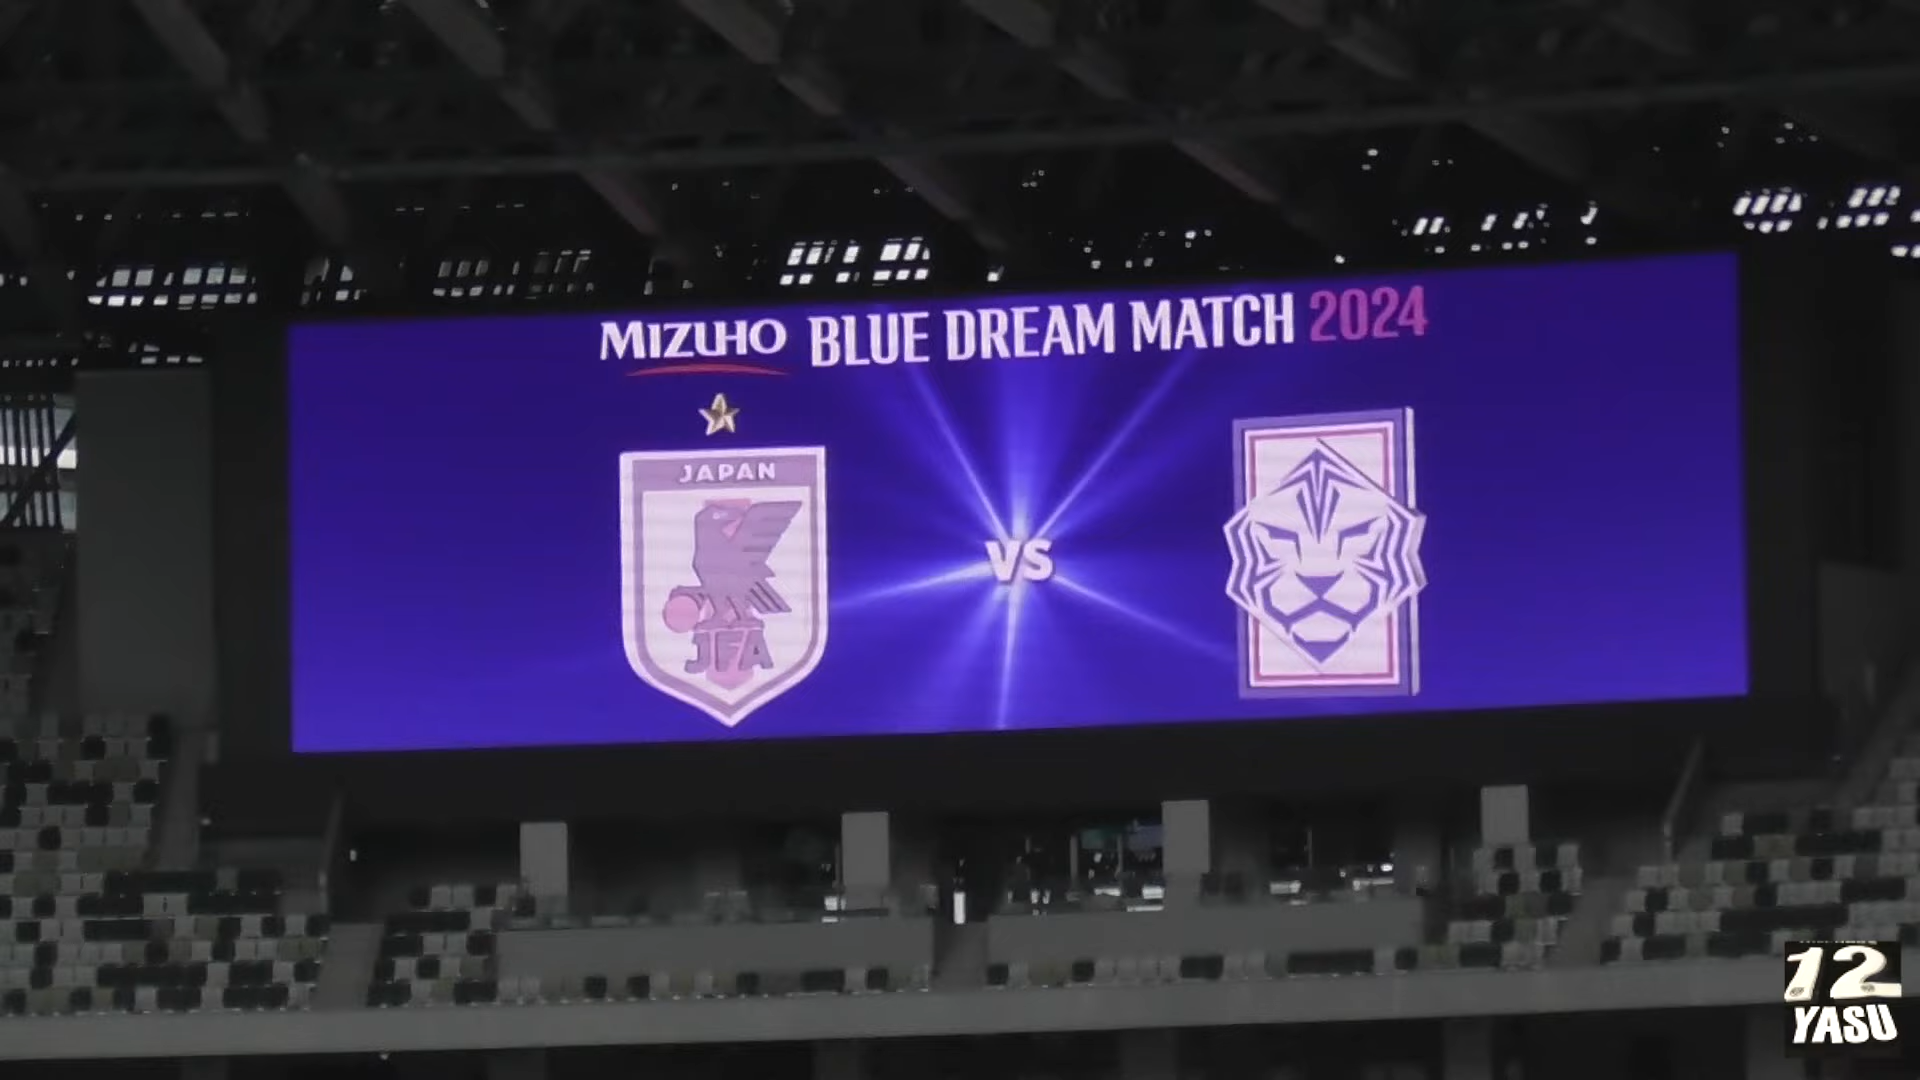 MIZUHO BLUE DREAM MATCH 2024
JAPAN
JFA
VS
12
YASU